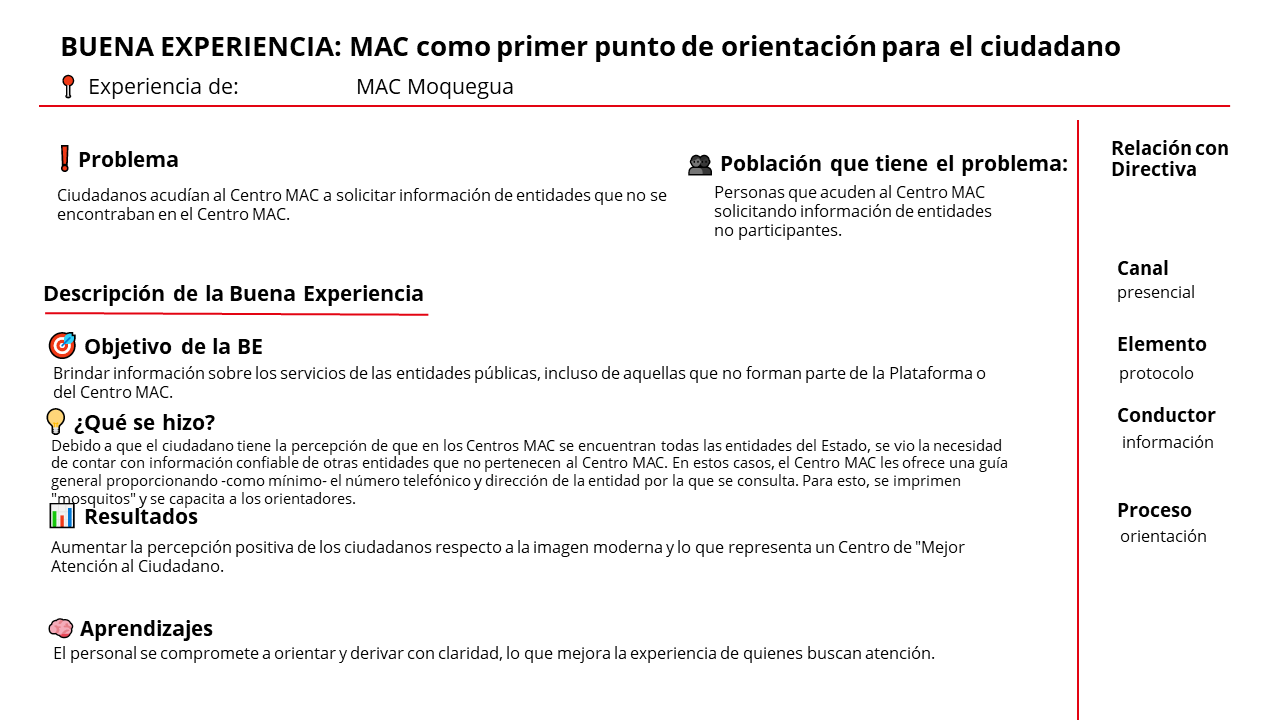 BUENA EXPERIENCIA: MAC como primer punto de orientación para el ciudadano
Experiencia de: MAC Moquegua
Problema
Ciudadanos acudían al Centro MAC a solicitar información de entidades que no se
encontraban en el Centro MAC.
Población que tiene el problema:
Personas que acuden al Centro MAC
solicitando información de entidades
no participantes.
Descripción de la Buena Experiencia
Objetivo de la BE
Brindar información sobre los servicios de las entidades públicas, incluso de aquellas que no forman parte de la Plataforma o
del Centro MAC.
¿Qué se hizo?
Debido a que el ciudadano tiene la percepción de que en los Centros MAC se encuentran todas las entidades del Estado, se vio la necesidad
de contar con información confiable de otras entidades que no pertenecen al Centro MAC. En estos casos, el Centro MAC les ofrece una guía
general proporcionando -como mínimo- el número telefónico y dirección de la entidad por la que se consulta. Para esto, se imprimen
"mosquitos" y se capacita a los orientadores.
Resultados
Aumentar la percepción positiva de los ciudadanos respecto a la imagen moderna y lo que representa un Centro de "Mejor
Atención al Ciudadano.
Aprendizajes
El personal se compromete a orientar y derivar con claridad, lo que mejora la experiencia de quienes buscan atención.
Relación con
Directiva
Canal
presencial
Elemento
protocolo
Conductor
información
Proceso
orientación